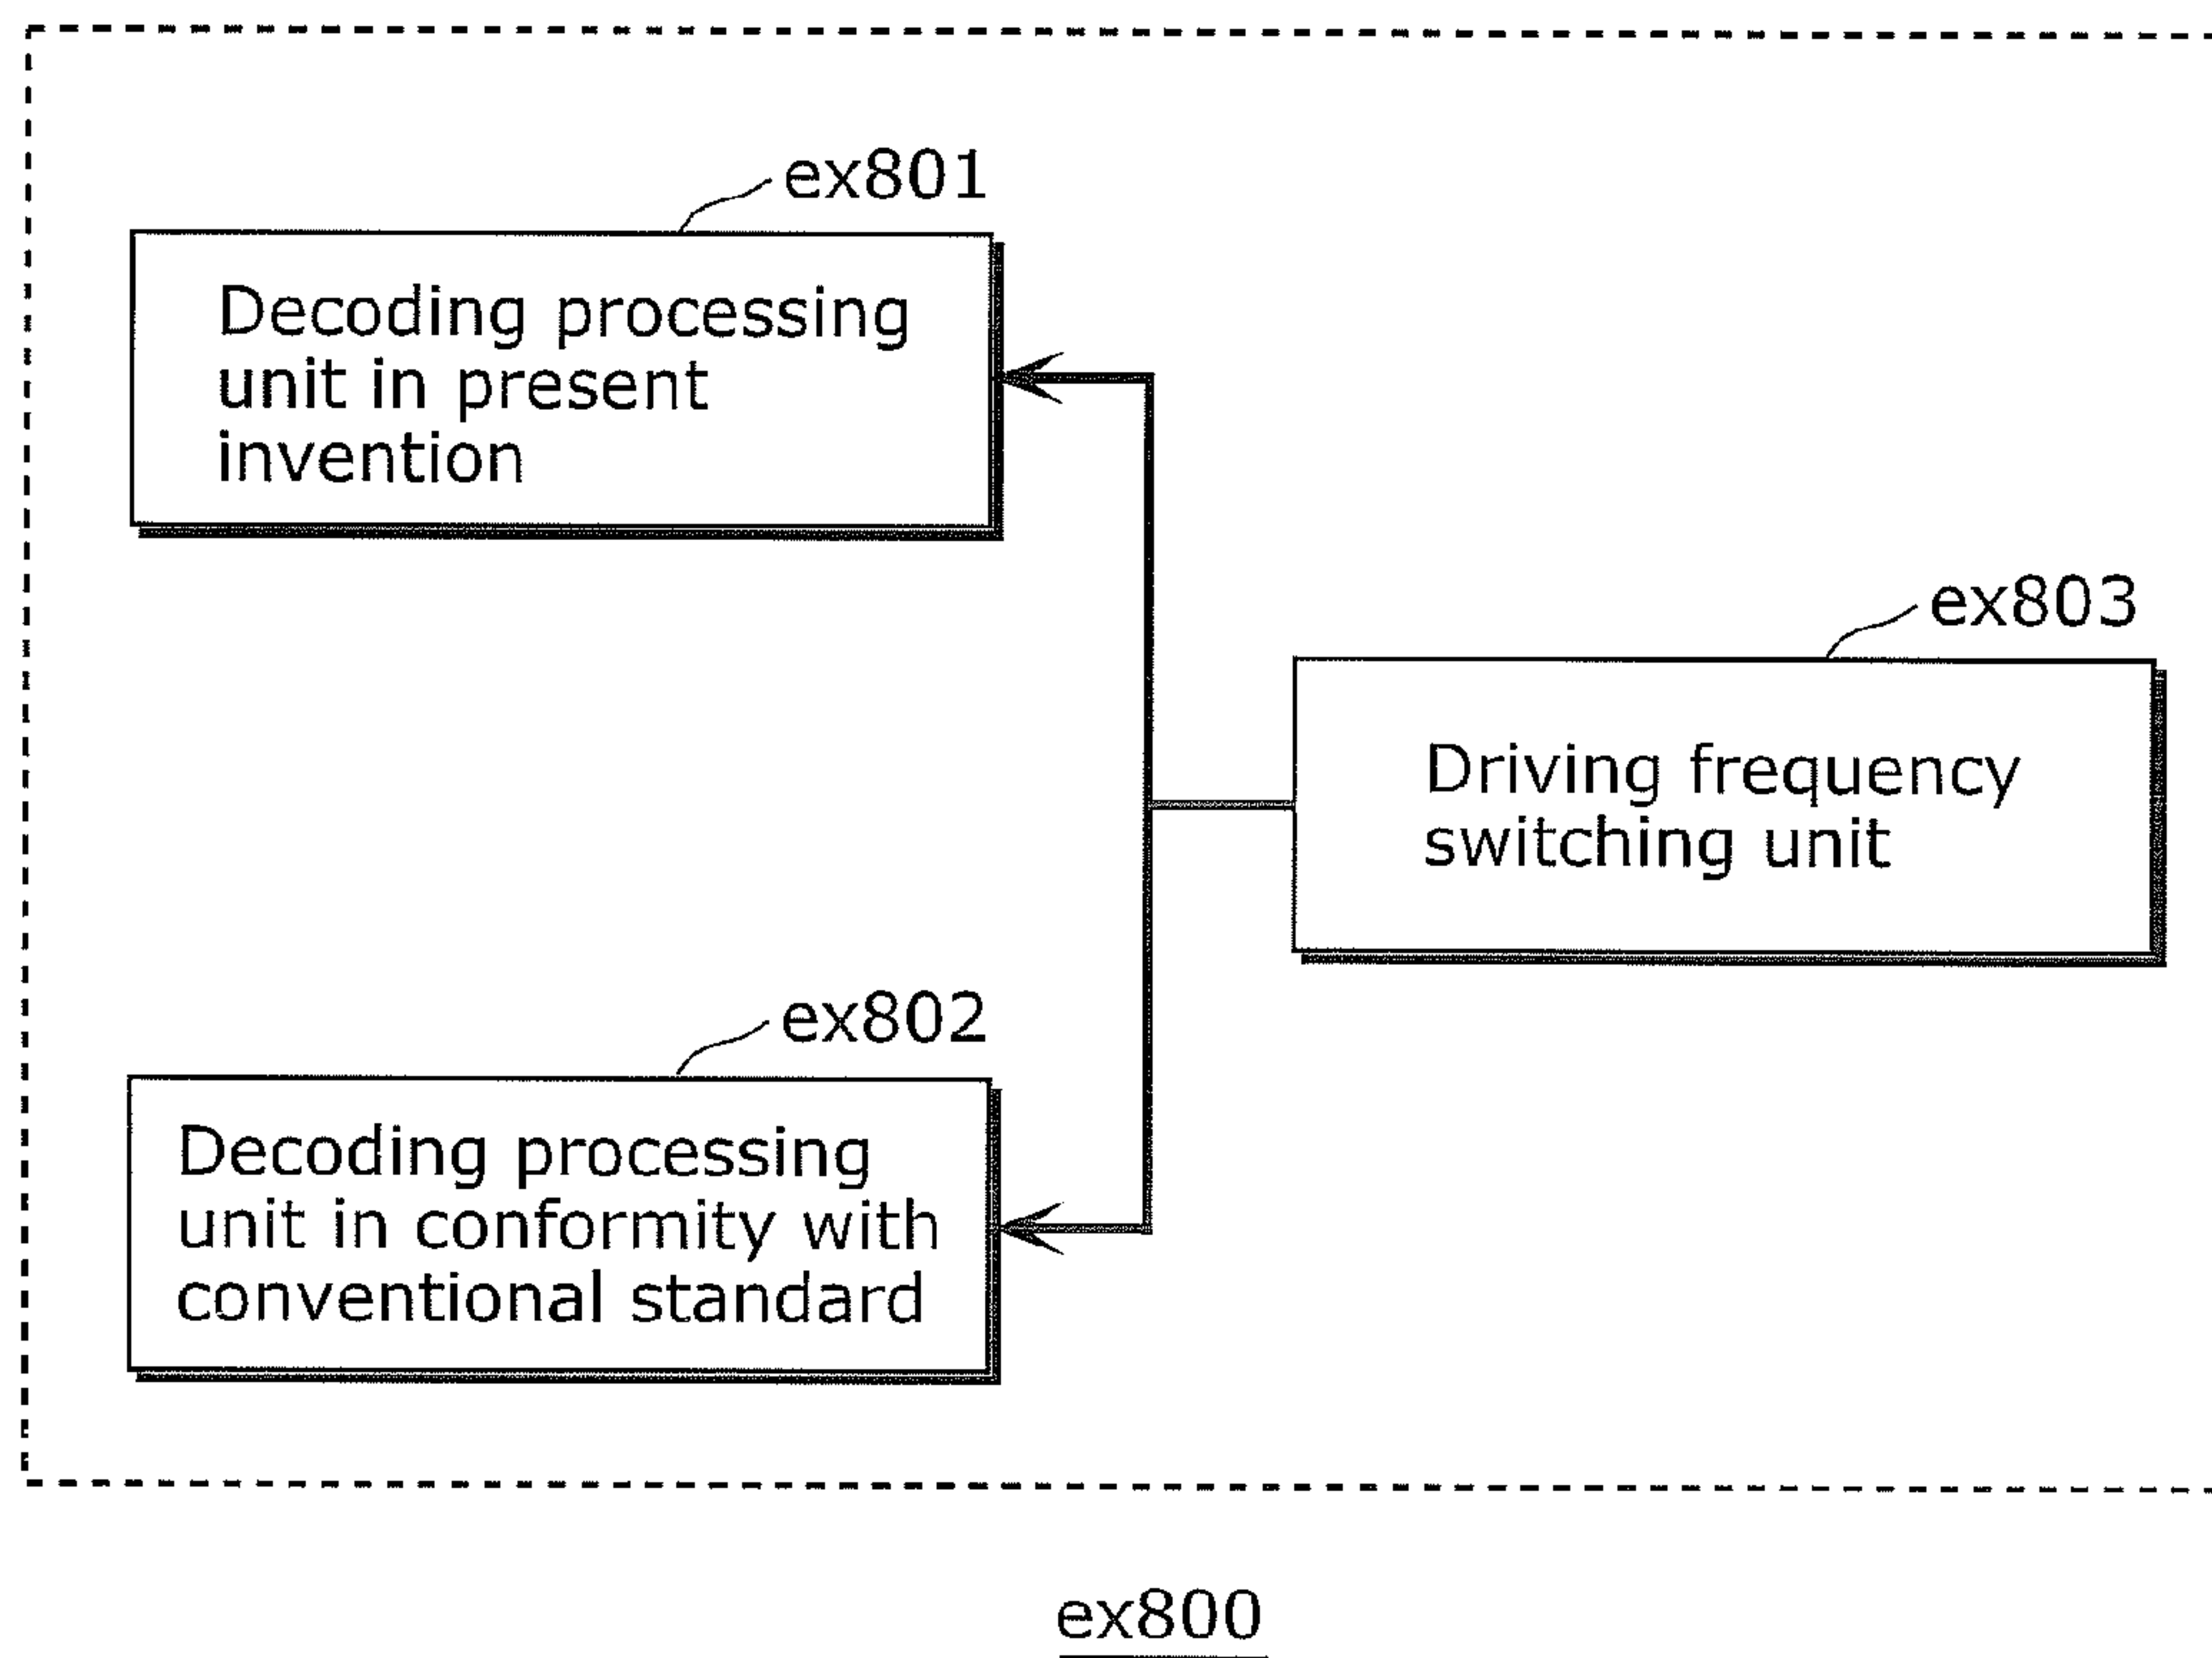 ex801
Decoding processing
unit in present
invention
ex803
Driving frequency
switching unit
ex802
Decoding processing
unit in conformity with
conventional standard
ex800